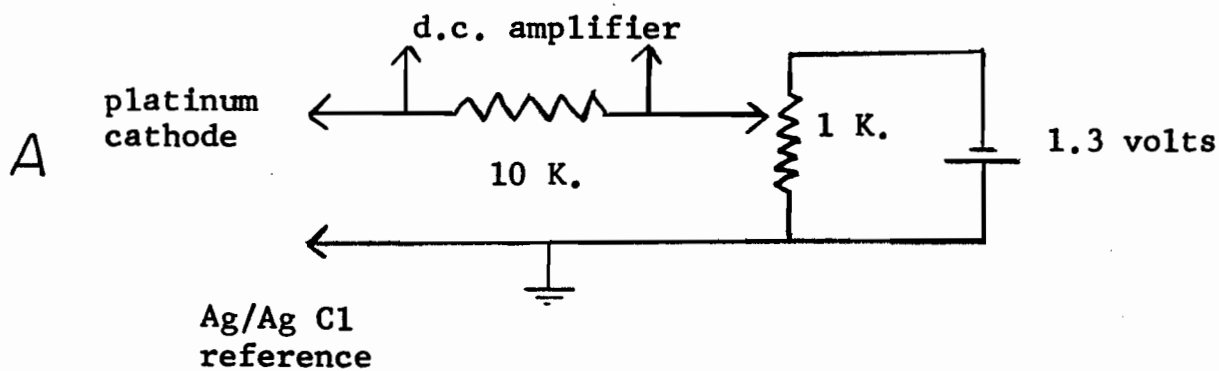 d.c. amplifier
platinum
cathode
A
10 K.
1 K.
1.3 volts
Ag/Ag Cl
reference